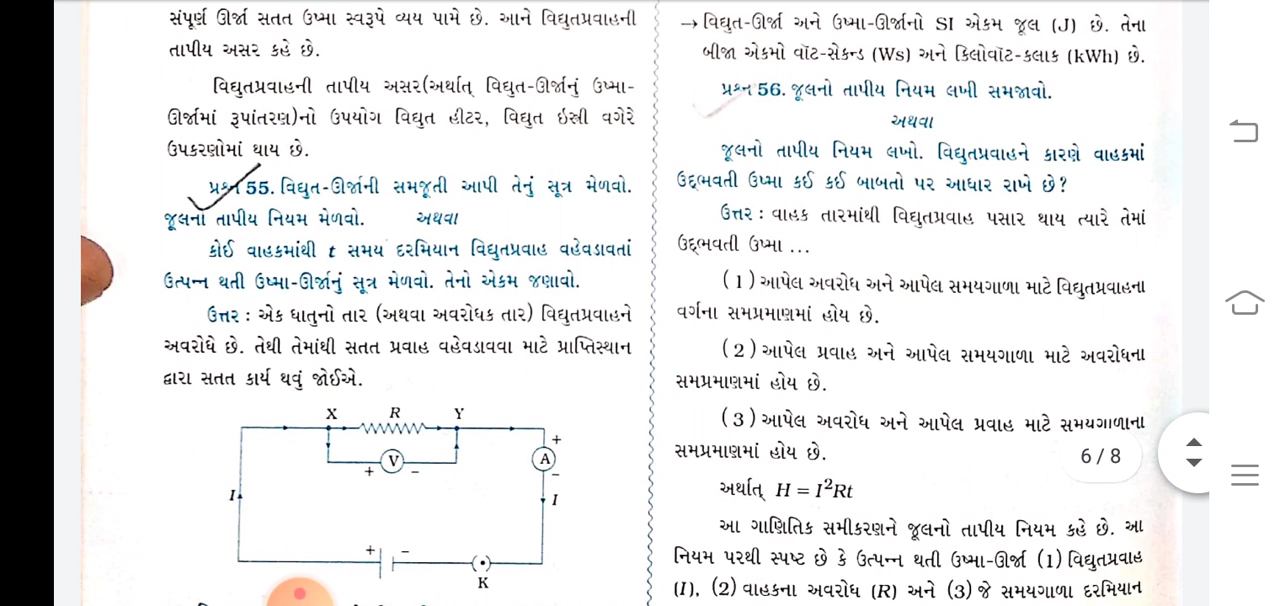 સંપૂર્ણ ઊર્જા સતત ઉષ્મા સ્વરૂપે વ્યય પામે છે. આને વિદ્યુતપ્રવાહની
તાપીય અસર કહે છે.
વિદ્યુતપ્રવાહની તાપીય અસર(અર્થાત્ વિદ્યુત-ઊર્જાનું ઉષ્મા-
ઊર્જામાં રૂપાંતરણ)નો ઉપયોગ વિદ્યુત હીટર, વિદ્યુત ઇસ્ત્રી વગેરે
ઉપકરણોમાં થાય છે.
પ્રશ્ન 55. વિદ્યુત-ઊર્જાની સમજૂતી આપી તેનું સૂત્ર મેળવો.
જૂલનો તાપીય નિયમ મેળવો. અથવા
કોઈ વાહકમાંથી t સમય દરમિયાન વિદ્યુતપ્રવાહ વહેવડાવતાં
ઉત્પન્ન થતી ઉષ્મા-ઊર્જાનું સૂત્ર મેળવો. તેનો એકમ જણાવો.
ઉત્તર : એક ધાતુનો તાર (અથવા અવરોધક તાર) વિદ્યુતપ્રવાહને
અવરોધે છે. તેથી તેમાંથી સતત પ્રવાહ વહેવડાવવા માટે પ્રાપ્તિસ્થાન
દ્વારા સતત કાર્ય થવું જોઈએ.
X R Y
+
V A
+ −
−
I I
+ −
K
→ વિદ્યુત-ઊર્જા અને ઉષ્મા-ઊર્જાનો SI એકમ જૂલ (J) છે. તેના
બીજા એકમો વૉટ-સેકન્ડ (Ws) અને કિલોવૉટ-કલાક (kWh) છે.
પ્રશ્ન 56. જૂલનો તાપીય નિયમ લખી સમજાવો.
અથવા
જૂલનો તાપીય નિયમ લખો. વિદ્યુતપ્રવાહને કારણે વાહકમાં
ઉદ્ભવતી ઉષ્મા કઈ કઈ બાબતો પર આધાર રાખે છે?
ઉત્તર : વાહક તારમાંથી વિદ્યુતપ્રવાહ પસાર થાય ત્યારે તેમાં
ઉદ્ભવતી ઉષ્મા ...
(1) આપેલ અવરોધ અને આપેલ સમયગાળા માટે વિદ્યુતપ્રવાહના
વર્ગના સમપ્રમાણમાં હોય છે.
(2) આપેલ પ્રવાહ અને આપેલ સમયગાળા માટે અવરોધના
સમપ્રમાણમાં હોય છે.
(3) આપેલ અવરોધ અને આપેલ પ્રવાહ માટે સમયગાળાના
સમપ્રમાણમાં હોય છે.
6 / 8
અર્થાત્ H = I²Rt
આ ગાણિતિક સમીકરણને જૂલનો તાપીય નિયમ કહે છે. આ
નિયમ પરથી સ્પષ્ટ છે કે ઉત્પન્ન થતી ઉષ્મા-ઊર્જા (1) વિદ્યુતપ્રવાહ
(I), (2) વાહકના અવરોધ (R) અને (3) જે સમયગાળા દરમિયાન